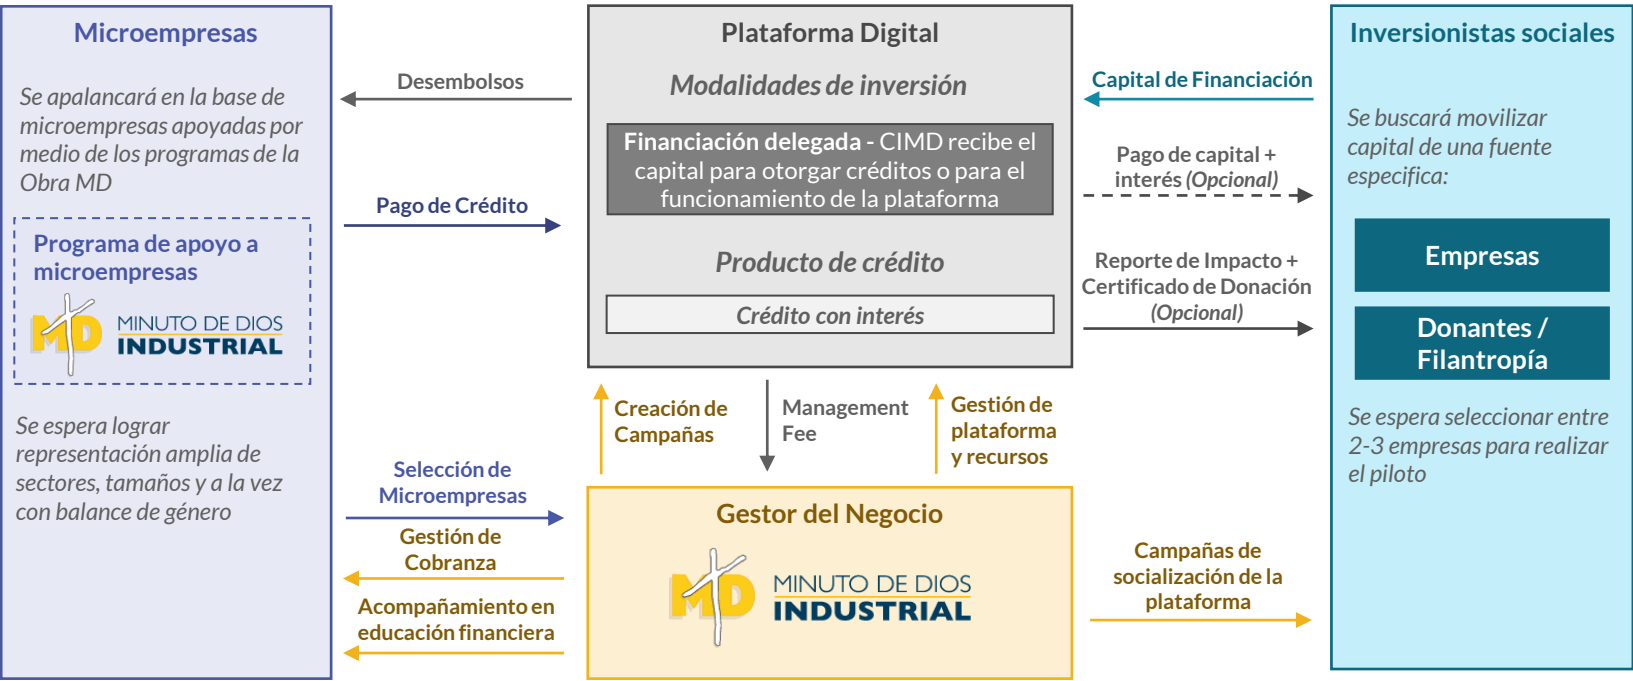 Microempresas
Se apalancará en la base de
microempresas apoyadas por
medio de los programas de la
Obra MD
Programa de apoyo a
microempresas
MD
MINUTO DE DIOS
INDUSTRIAL
Se espera lograr
representación amplia de
sectores, tamaños y a la vez
con balance de género
Desembolsos
Pago de Crédito
Selección de
Microempresas
Gestión de
Cobranza
Acompañamiento en
educación financiera
Plataforma Digital
Modalidades de inversión
Financiación delegada - CIMD recibe el
capital para otorgar créditos o para el
funcionamiento de la plataforma
Producto de crédito
Crédito con interés
Creación de
Campañas
Management
Fee
Gestión de
plataforma
y recursos
Gestor del Negocio
MD
MINUTO DE DIOS
INDUSTRIAL
Capital de Financiación
Pago de capital +
interés (Opcional)
Reporte de Impacto +
Certificado de Donación
(Opcional)
Campañas de
socialización de la
plataforma
Inversionistas sociales
Se buscará movilizar
capital de una fuente
especifica:
Empresas
Donantes /
Filantropía
Se espera seleccionar entre
2-3 empresas para realizar
el piloto